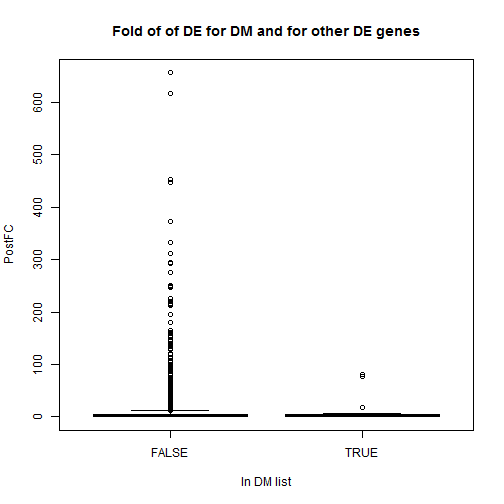 Fold of of DE for DM and for other DE genes
600
500
400
300
200
100
0
PostFC
FALSE
TRUE
In DM list